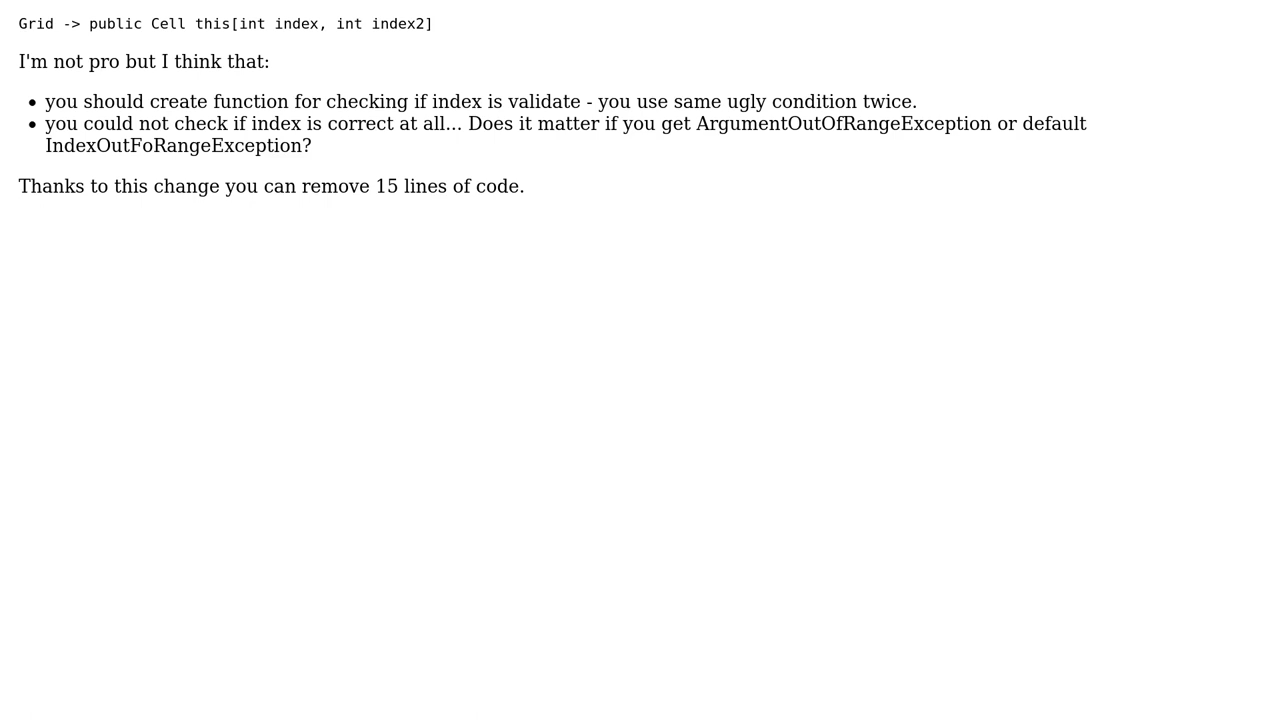 Grid -> public Cell this[int index, int index2]
I'm not pro but I think that:
• you should create function for checking if index is validate - you use same ugly condition twice.
• you could not check if index is correct at all... Does it matter if you get ArgumentOutOfRangeException or default
IndexOutFoRangeException?
Thanks to this change you can remove 15 lines of code.